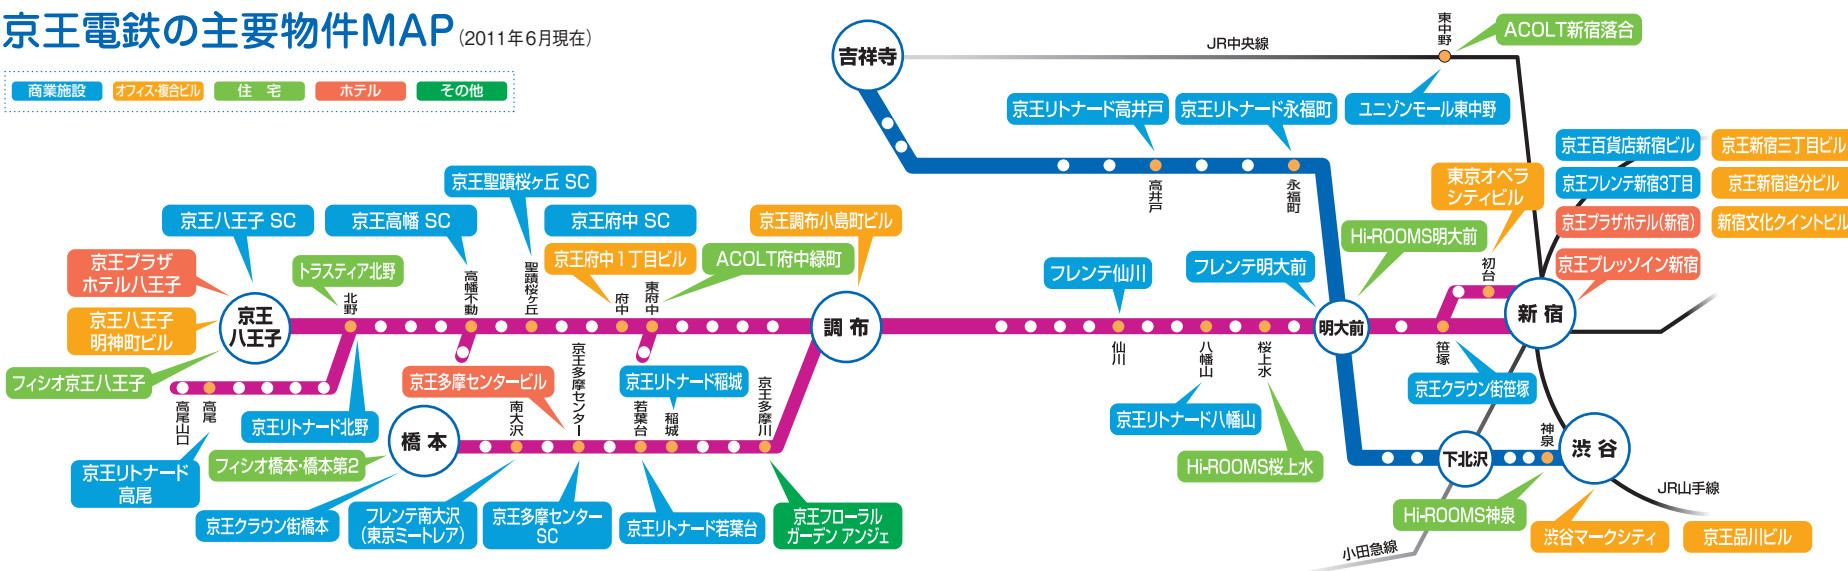 京王電鉄の主要物件MAP(2011年6月現在)
商業施設
オフィス・複合ビル
住 宅
ホテル
その他
吉祥寺
JR中央線
東中野
ACOLT新宿落合
京王リトナード高井戸
京王リトナード永福町
ユニゾンモール東中野
高井戸
永福町
京王百貨店新宿ビル
京王新宿三丁目ビル
東京オペラ
シティビル
京王フレンテ新宿3丁目
京王新宿追分ビル
京王プラザホテル(新宿)
新宿文化クイントビル
京王プレッソイン新宿
京王聖蹟桜ヶ丘 SC
京王八王子 SC
京王高幡 SC
京王府中 SC
京王調布小島町ビル
Hi-ROOMS明大前
京王プラザ
ホテル八王子
トラスティア北野
京王府中1丁目ビル
ACOLT府中緑町
フレンテ仙川
フレンテ明大前
初台
北野
高幡不動
聖蹟桜ヶ丘
府中
東府中
京王八王子
明神町ビル
京王
八王子
調布
明大前
新宿
仙川
八幡山
桜上水
笹塚
フィシオ京王八王子
高尾山口
高尾
京王多摩センタービル
京王多摩センター
京王リトナード稲城
京王多摩川
京王クラウン街笹塚
京王リトナード北野
南大沢
若葉台
稲城
京王リトナード八幡山
橋本
神泉
下北沢
渋谷
フィシオ橋本・橋本第2
Hi-ROOMS桜上水
京王リトナード
高尾
JR山手線
京王クラウン街橋本
フレンテ南大沢
(東京ミートレア)
京王多摩センター
SC
京王リトナード若葉台
京王フローラル
ガーデン アンジェ
Hi-ROOMS神泉
渋谷マークシティ
京王品川ビル
小田急線